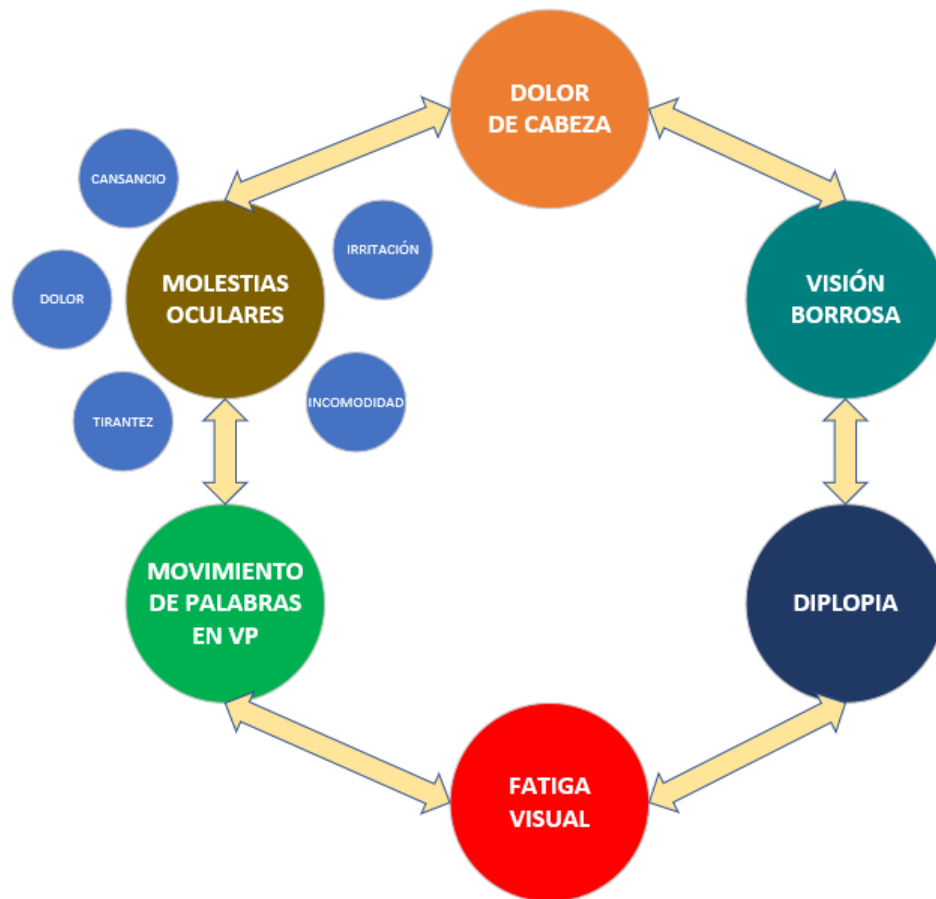 DOLOR
DE CABEZA
CANSANCIO
IRRITACIÓN
MOLESTIAS
OCULARES
VISIÓN
BORROSA
DOLOR
INCOMODIDAD
TIRANTEZ
MOVIMIENTO
DE PALABRAS
EN VP
DIPLOPIA
FATIGA
VISUAL